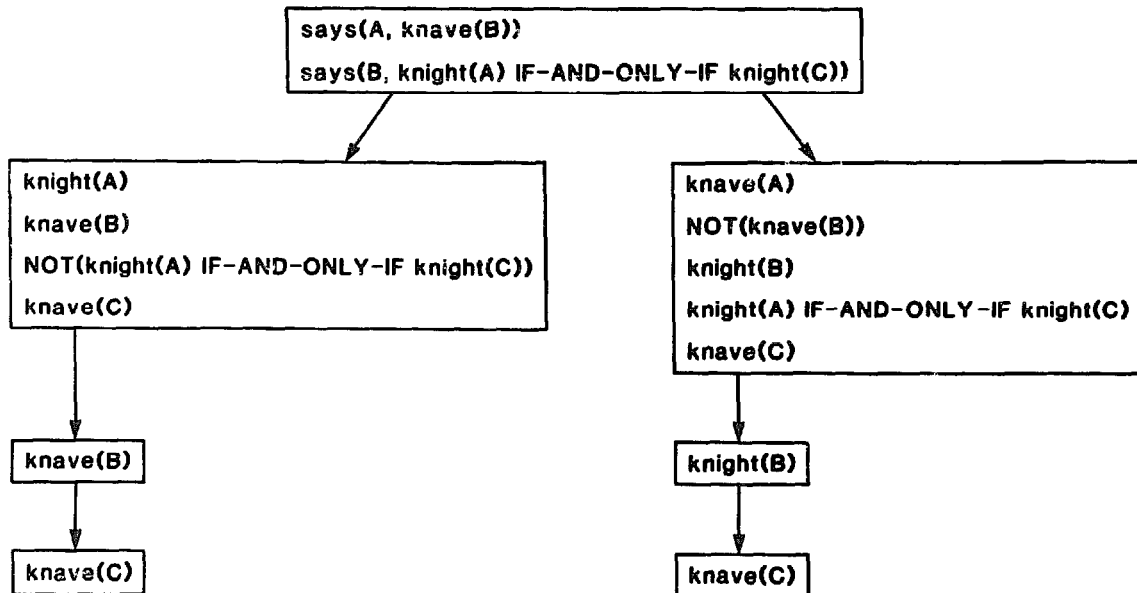 says(A, knave(B))
says(B, knight(A) IF-AND-ONLY-IF knight(C))
knight(A)
knave(B)
NOT(knight(A) IF-AND-ONLY-IF knight(C))
knave(C)
knave(A)
NOT(knave(B))
knight(B)
knight(A) IF-AND-ONLY-IF knight(C)
knave(C)
knave(B)
knight(B)
knave(C)
knave(C)